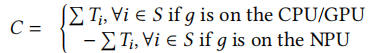 C = { ∑ Tᵢ, ∀i ∈ S if g is on the CPU/GPU
− ∑ Tᵢ, ∀i ∈ S if g is on the NPU